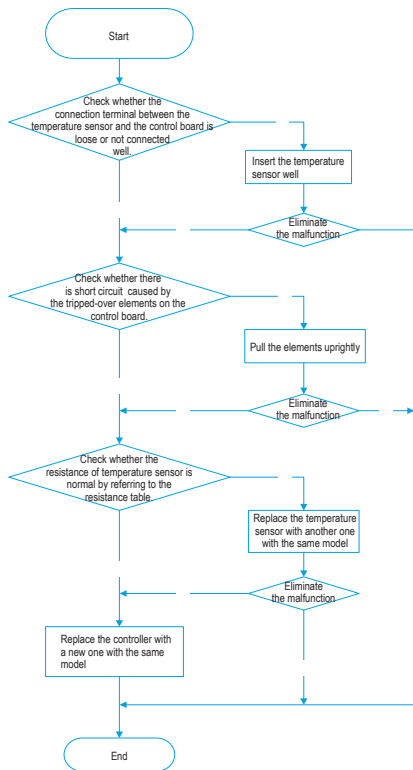 Start
Check whether the
connection terminal between the
temperature sensor and the control board is
loose or not connected
well.
Insert the temperature
sensor well
Eliminate
the malfunction
Check whether there
is short circuit caused by
the tripped-over elements on the
control board.
Pull the elements uprightly
Eliminate
the malfunction
Check whether the
resistance of temperature sensor is
normal by referring to the
resistance table.
Replace the temperature
sensor with another one
with the same model
Eliminate
the malfunction
Replace the controller with
a new one with the same
model
End